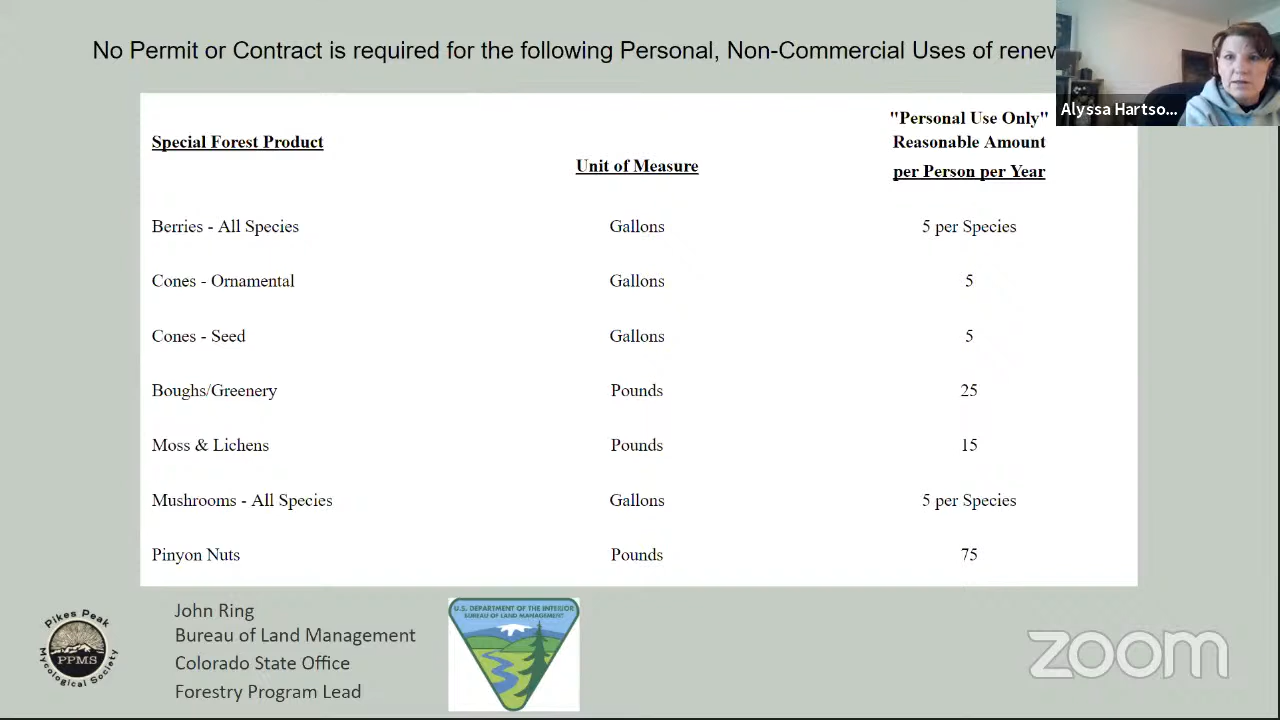 No Permit or Contract is required for the following Personal, Non-Commercial Uses of renew
Alyssa Hartso...
Special Forest Product
Unit of Measure
"Personal Use Only"
Reasonable Amount
per Person per Year
Berries - All Species Gallons 5 per Species
Cones - Ornamental Gallons 5
Cones - Seed Gallons 5
Boughs/Greenery Pounds 25
Moss & Lichens Pounds 15
Mushrooms - All Species Gallons 5 per Species
Pinyon Nuts Pounds 75
Pikes Peak
PPMS
Mycological Society
John Ring
Bureau of Land Management
Colorado State Office
Forestry Program Lead
U.S. DEPARTMENT OF THE INTERIOR
BUREAU OF LAND MANAGEMENT
zoom